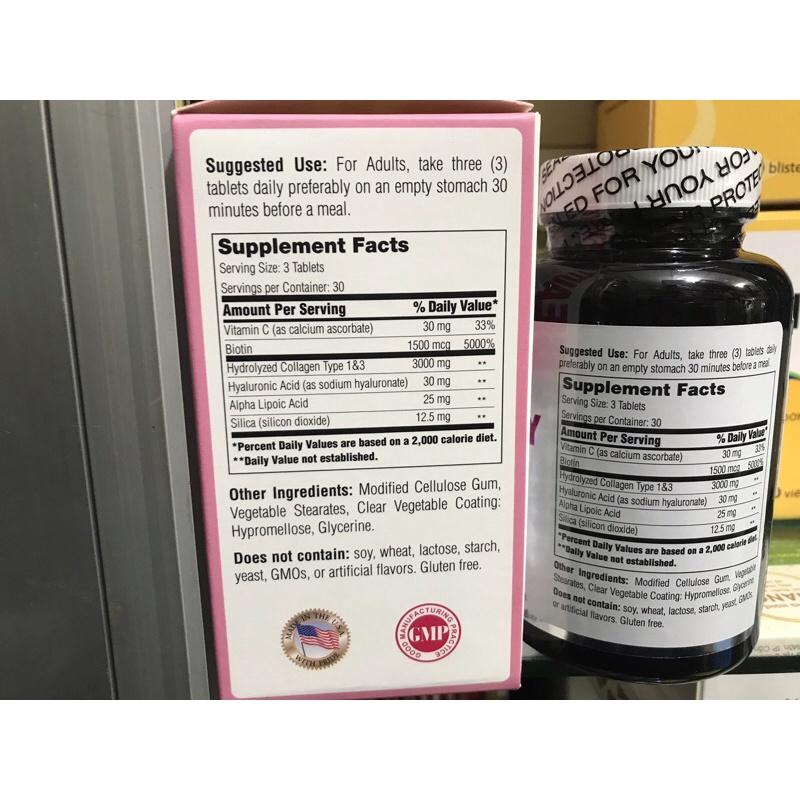 Suggested Use: For Adults, take three (3)
tablets daily preferably on an empty stomach 30
minutes before a meal.
Supplement Facts
Serving Size: 3 Tablets
Servings per Container: 30
Amount Per Serving % Daily Value*
Vitamin C (as calcium ascorbate) 30 mg 33%
Biotin 1500 mcg 5000%
Hydrolyzed Collagen Type 1&3 3000 mg **
Hyaluronic Acid (as sodium hyaluronate) 30 mg **
Alpha Lipoic Acid 25 mg **
Silica (silicon dioxide) 12.5 mg **
*Percent Daily Values are based on a 2,000 calorie diet.
**Daily Value not established.
Other Ingredients: Modified Cellulose Gum,
Vegetable Stearates, Clear Vegetable Coating:
Hypromellose, Glycerine.
Does not contain: soy, wheat, lactose, starch,
yeast, GMOs, or artificial flavors. Gluten free.
MADE IN THE USA
WITH PRIDE
GOOD MANUFACTURING PRACTICE
GMP
ED FOR YOU
PROTEC
Suggested Use: For Adults, take three (3) tablets daily
preferably on an empty stomach 30 minutes before a meal.
Supplement Facts
Serving Size: 3 Tablets
Servings per Container: 30
Amount Per Serving % Daily Value*
Vitamin C (as calcium ascorbate) 30 mg 33%
Biotin 1500 mcg 5000%
Hydrolyzed Collagen Type 1&3 3000 mg **
Hyaluronic Acid (as sodium hyaluronate) 30 mg **
Alpha Lipoic Acid 25 mg **
Silica (silicon dioxide) 12.5 mg **
*Percent Daily Values are based on a 2,000 calorie diet.
**Daily Value not established.
Other Ingredients: Modified Cellulose Gum, Vegetable
Stearates, Clear Vegetable Coating: Hypromellose, Glycerine.
Does not contain: soy, wheat, lactose, starch, yeast, GMOs,
or artificial flavors. Gluten free.
bliste
viê